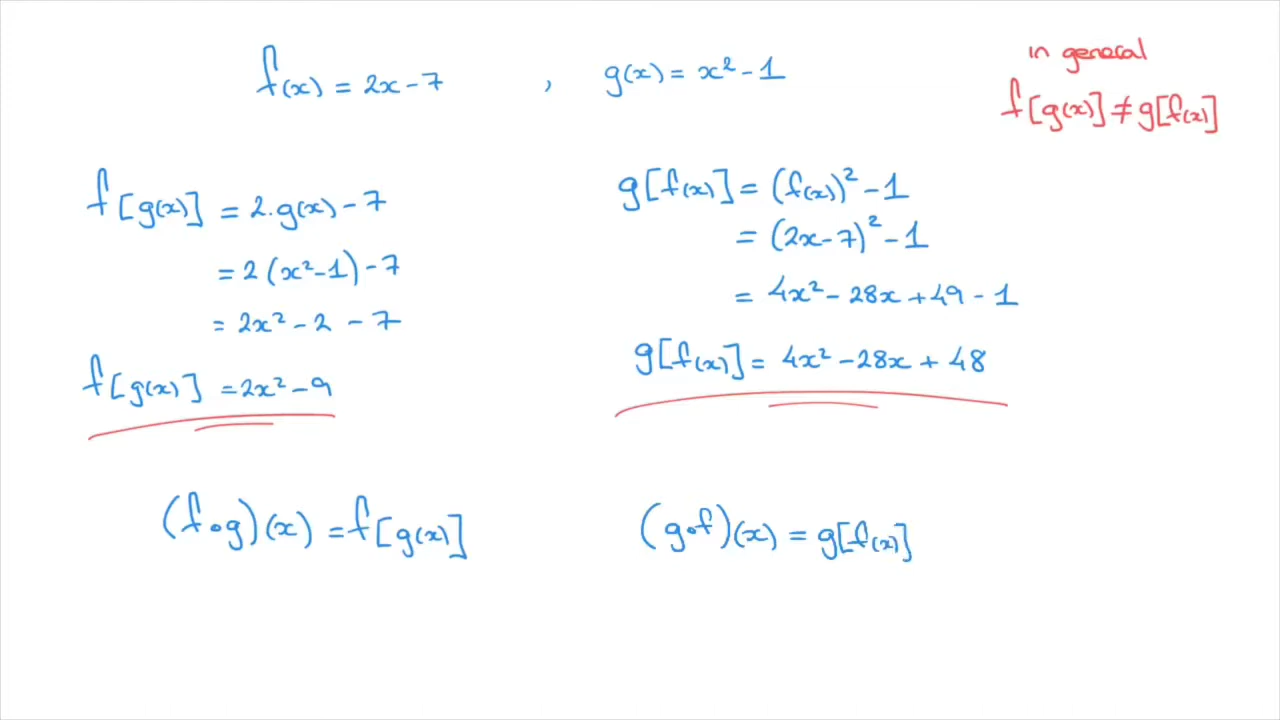 f(x) = 2x - 7 , g(x) = x² - 1
in general
f[g(x)] ≠ g[f(x)]
f[g(x)] = 2.g(x) - 7
= 2(x² - 1) - 7
= 2x² - 2 - 7
f[g(x)] = 2x² - 9
g[f(x)] = (f(x))² - 1
= (2x - 7)² - 1
= 4x² - 28x + 49 - 1
g[f(x)] = 4x² - 28x + 48
(f∘g)(x) = f[g(x)]
(g∘f)(x) = g[f(x)]